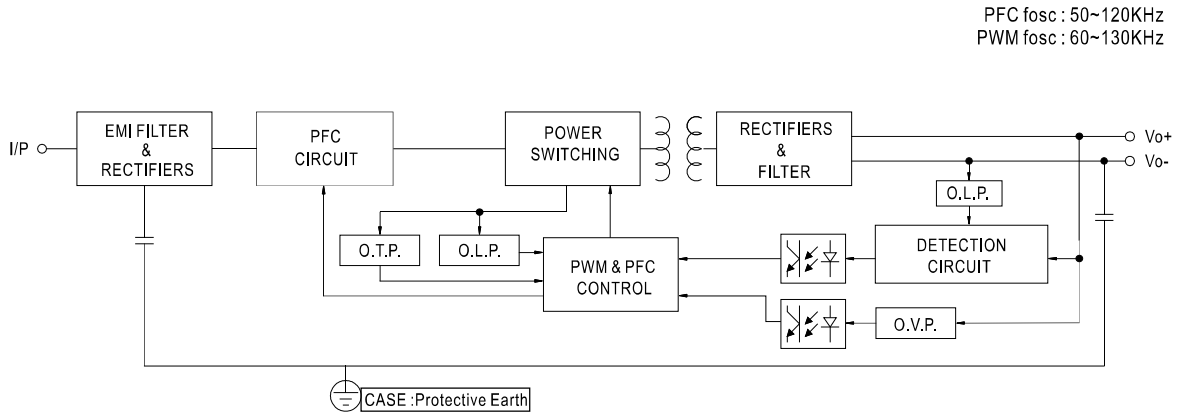 PFC fosc : 50~120KHz
PWM fosc : 60~130KHz
I/P
EMI FILTER
&
RECTIFIERS
PFC
CIRCUIT
POWER
SWITCHING
RECTIFIERS
&
FILTER
Vo+
Vo-
O.L.P.
O.T.P.
O.L.P.
PWM & PFC
CONTROL
DETECTION
CIRCUIT
O.V.P.
CASE :Protective Earth